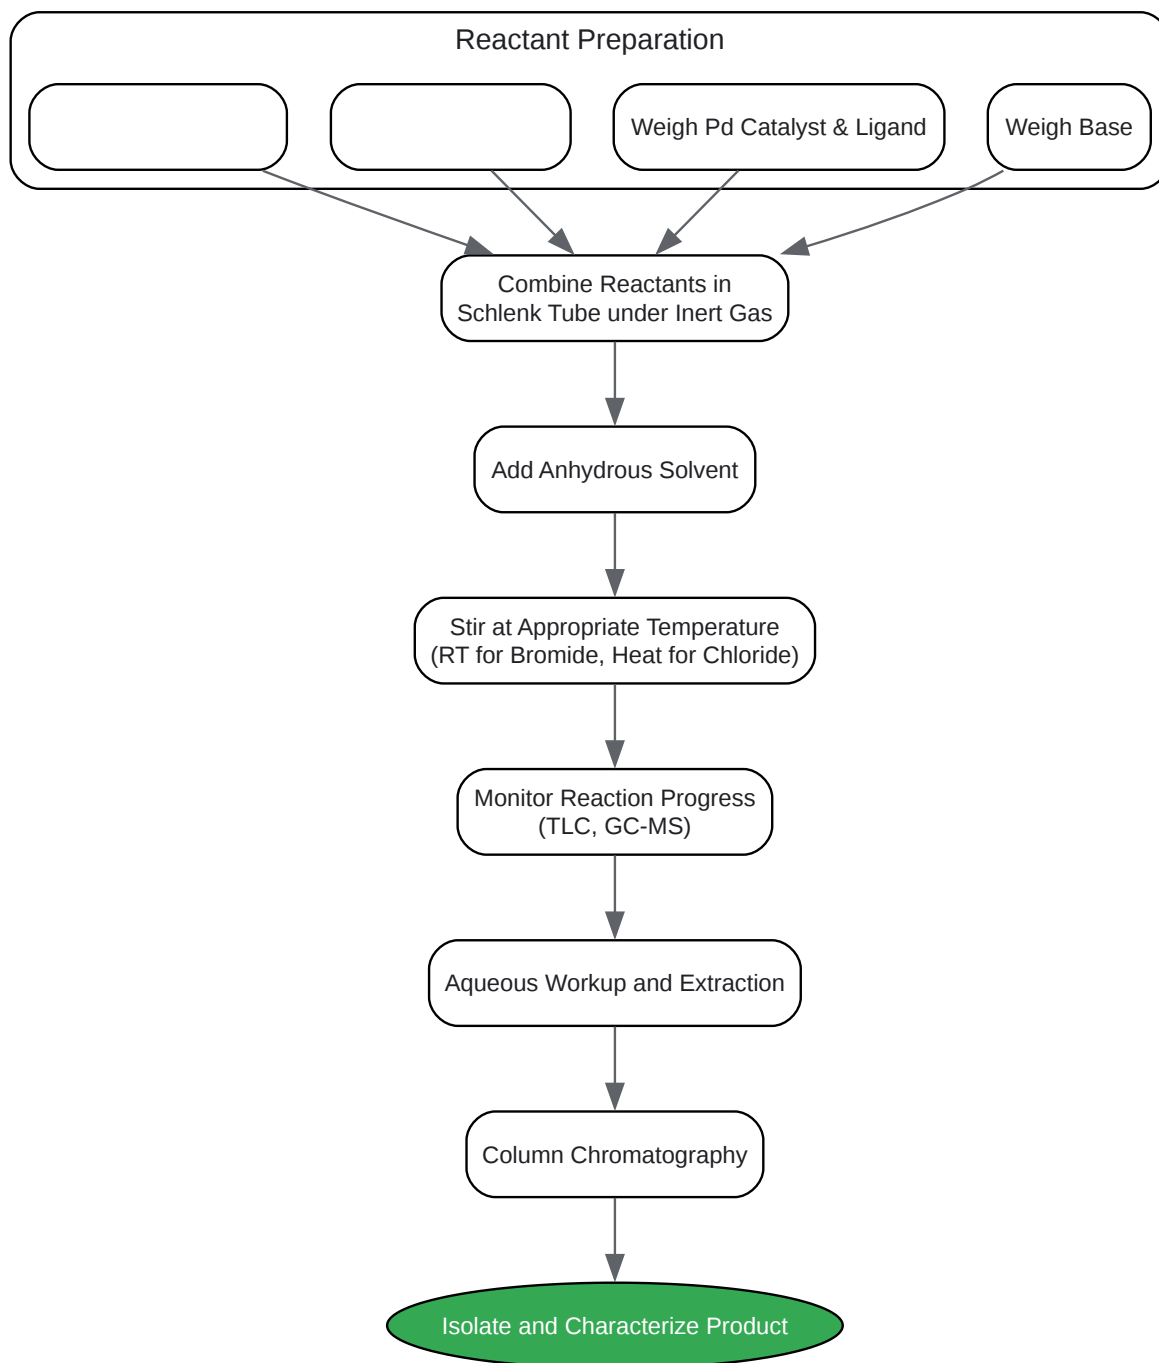 Reactant Preparation
Weigh Pd Catalyst & Ligand
Weigh Base
Combine Reactants in
Schlenk Tube under Inert Gas
Add Anhydrous Solvent
Stir at Appropriate Temperature
(RT for Bromide, Heat for Chloride)
Monitor Reaction Progress
(TLC, GC-MS)
Aqueous Workup and Extraction
Column Chromatography
Isolate and Characterize Product